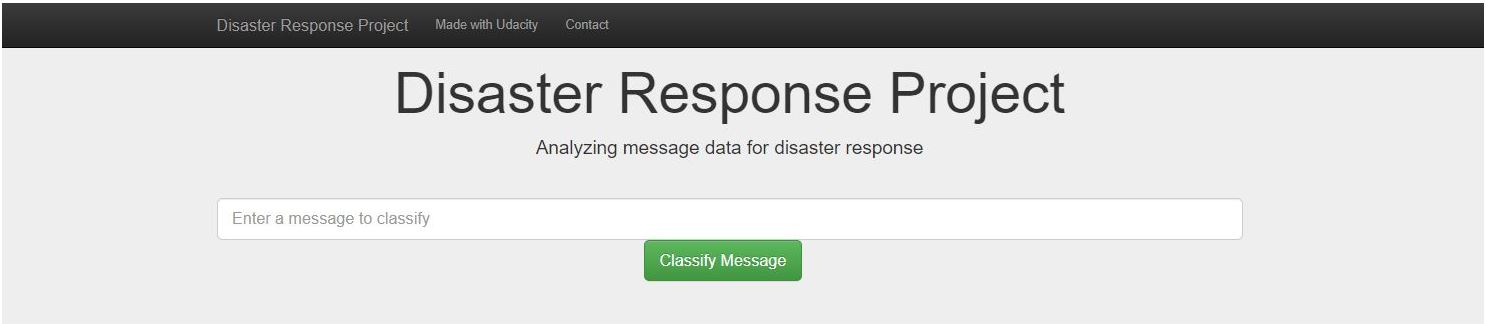 Disaster Response Project Made with Udacity Contact
Disaster Response Project
Analyzing message data for disaster response
Enter a message to classify
Classify Message